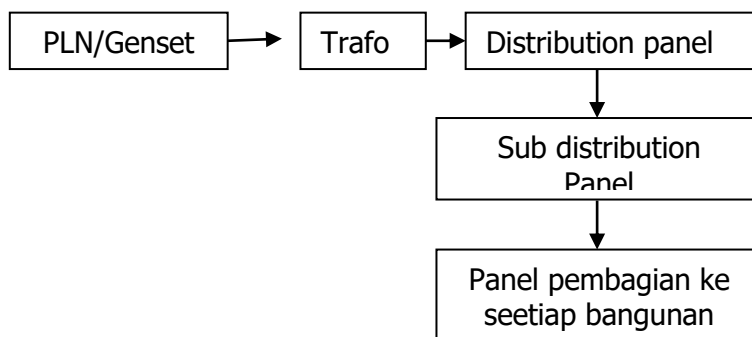 PLN/Genset
Trafo
Distribution panel
Sub distribution
Panel
Panel pembagian ke
seetiap bangunan